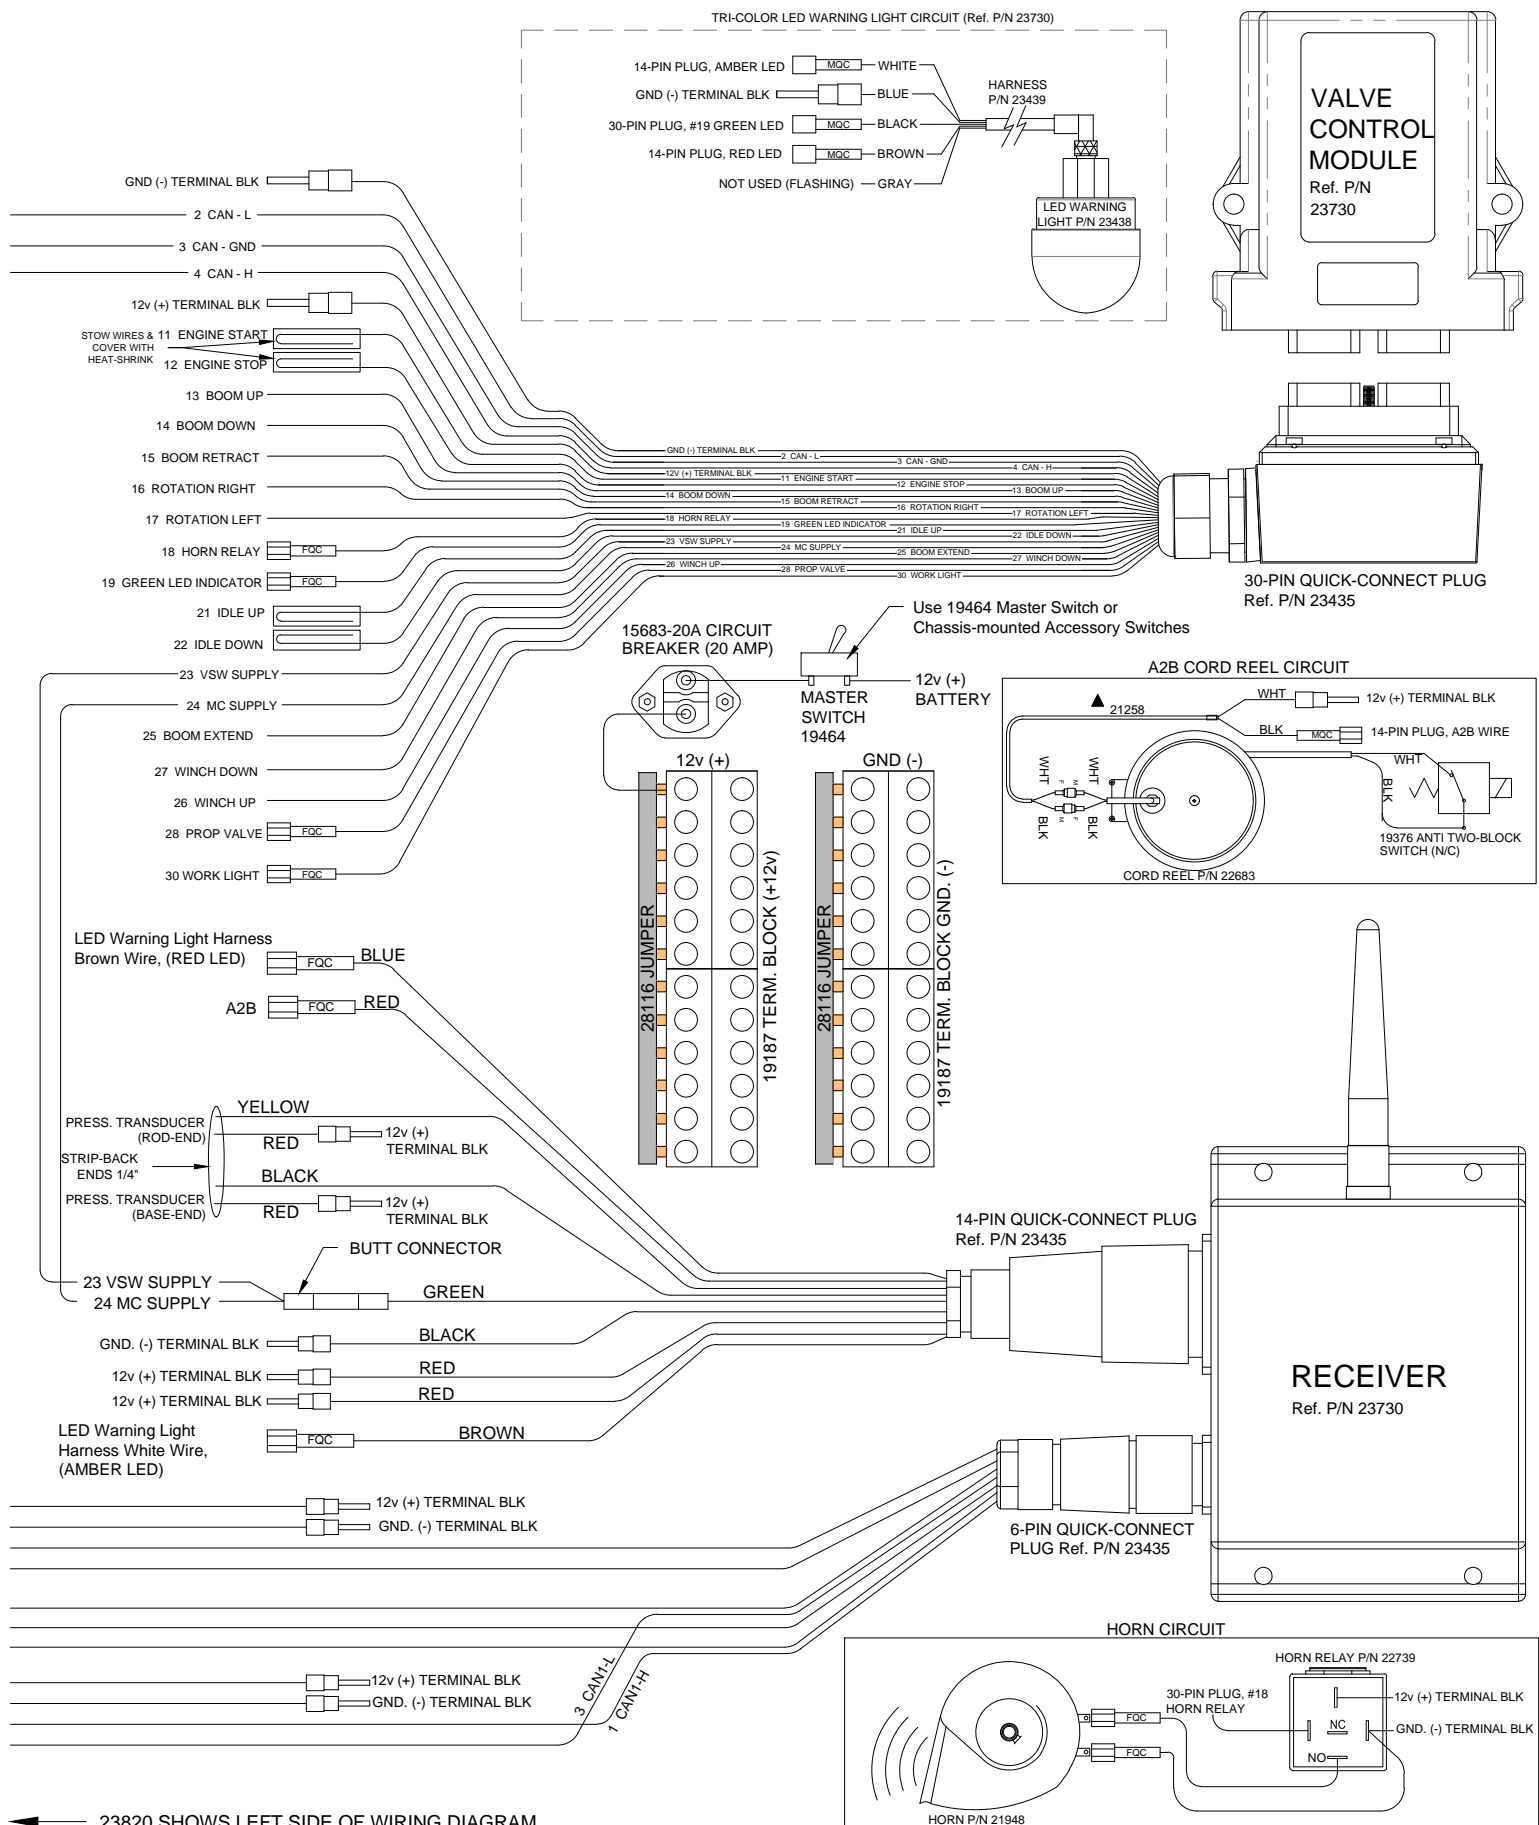 TRI-COLOR LED WARNING LIGHT CIRCUIT (Ref. P/N 23730)
14-PIN PLUG, AMBER LED
MQC
WHITE
GND (-) TERMINAL BLK
BLUE
30-PIN PLUG, #19 GREEN LED
MQC
BLACK
14-PIN PLUG, RED LED
MQC
BROWN
NOT USED (FLASHING)
GRAY
HARNESS
P/N 23439
LED WARNING
LIGHT P/N 23438
VALVE
CONTROL
MODULE
Ref. P/N
23730
GND (-) TERMINAL BLK
2 CAN - L
3 CAN - GND
4 CAN - H
12v (+) TERMINAL BLK
STOW WIRES &
COVER WITH
HEAT-SHRINK
11 ENGINE START
12 ENGINE STOP
13 BOOM UP
14 BOOM DOWN
15 BOOM RETRACT
16 ROTATION RIGHT
17 ROTATION LEFT
18 HORN RELAY
FQC
19 GREEN LED INDICATOR
FQC
21 IDLE UP
22 IDLE DOWN
23 VSW SUPPLY
24 MC SUPPLY
25 BOOM EXTEND
27 WINCH DOWN
26 WINCH UP
28 PROP VALVE
FQC
30 WORK LIGHT
FQC
GND (-) TERMINAL BLK
2 CAN - L
3 CAN - GND
4 CAN - H
12V (+) TERMINAL BLK
11 ENGINE START
12 ENGINE STOP
13 BOOM UP
14 BOOM DOWN
15 BOOM RETRACT
16 ROTATION RIGHT
17 ROTATION LEFT
18 HORN RELAY
19 GREEN LED INDICATOR
21 IDLE UP
22 IDLE DOWN
23 VSW SUPPLY
24 MC SUPPLY
25 BOOM EXTEND
27 WINCH DOWN
26 WINCH UP
28 PROP VALVE
30 WORK LIGHT
30-PIN QUICK-CONNECT PLUG
Ref. P/N 23435
15683-20A CIRCUIT
BREAKER (20 AMP)
Use 19464 Master Switch or
Chassis-mounted Accessory Switches
MASTER
SWITCH
19464
12v (+)
BATTERY
12v (+)
28116 JUMPER
19187 TERM. BLOCK (+12v)
GND (-)
28116 JUMPER
19187 TERM. BLOCK GND. (-)
A2B CORD REEL CIRCUIT
21258
WHT
12v (+) TERMINAL BLK
BLK
MQC
14-PIN PLUG, A2B WIRE
WHT
WHT
F
M
M
F
BLK
BLK
WHT
BLK
19376 ANTI TWO-BLOCK
SWITCH (N/C)
CORD REEL P/N 22683
LED Warning Light Harness
Brown Wire, (RED LED)
FQC
BLUE
A2B
FQC
RED
YELLOW
PRESS. TRANSDUCER
(ROD-END)
RED
12v (+)
TERMINAL BLK
STRIP-BACK
ENDS 1/4"
BLACK
PRESS. TRANSDUCER
(BASE-END)
RED
12v (+)
TERMINAL BLK
BUTT CONNECTOR
23 VSW SUPPLY
24 MC SUPPLY
GREEN
GND. (-) TERMINAL BLK
BLACK
12v (+) TERMINAL BLK
RED
12v (+) TERMINAL BLK
RED
LED Warning Light
Harness White Wire,
(AMBER LED)
FQC
BROWN
14-PIN QUICK-CONNECT PLUG
Ref. P/N 23435
RECEIVER
Ref. P/N 23730
12v (+) TERMINAL BLK
GND. (-) TERMINAL BLK
6-PIN QUICK-CONNECT
PLUG Ref. P/N 23435
12v (+) TERMINAL BLK
GND. (-) TERMINAL BLK
3 CAN1-L
1 CAN1-H
HORN CIRCUIT
HORN RELAY P/N 22739
30-PIN PLUG, #18
HORN RELAY
12v (+) TERMINAL BLK
GND. (-) TERMINAL BLK
NC
NO
FQC
FQC
HORN P/N 21948
23820 SHOWS LEFT SIDE OF WIRING DIAGRAM